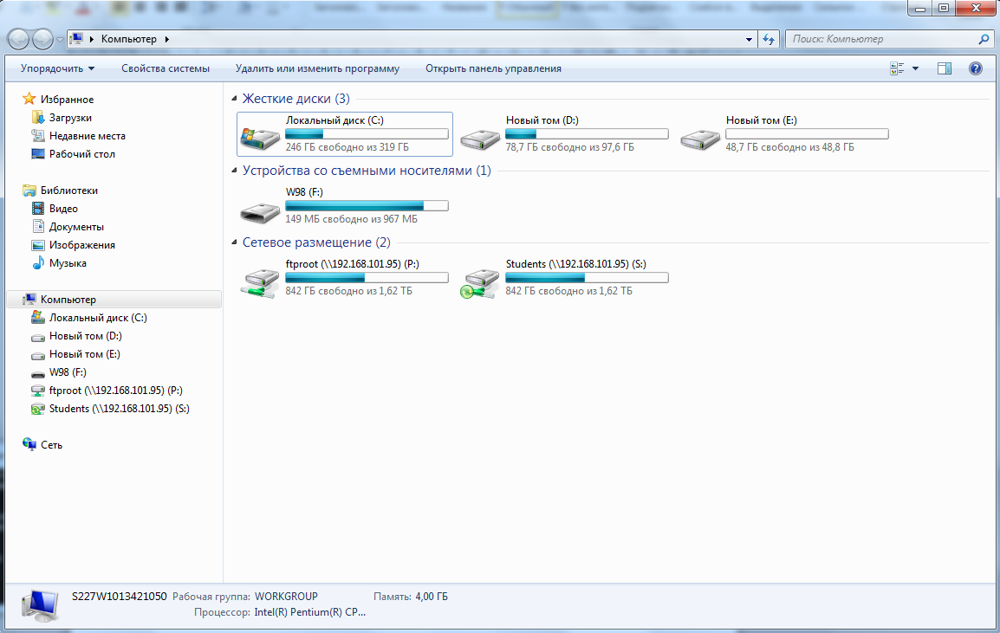 Компьютер
Поиск: Компьютер
Упорядочить
Свойства системы
Удалить или изменить программу
Открыть панель управления
Избранное
Загрузки
Недавние места
Рабочий стол
Библиотеки
Видео
Документы
Изображения
Музыка
Компьютер
Локальный диск (C:)
Новый том (D:)
Новый том (E:)
W98 (F:)
ftproot (\\192.168.101.95) (P:)
Students (\\192.168.101.95) (S:)
Сеть
Жесткие диски (3)
Локальный диск (C:)
246 ГБ свободно из 319 ГБ
Новый том (D:)
78,7 ГБ свободно из 97,6 ГБ
Новый том (E:)
48,7 ГБ свободно из 48,8 ГБ
Устройства со съемными носителями (1)
W98 (F:)
149 МБ свободно из 967 МБ
Сетевое размещение (2)
ftproot (\\192.168.101.95) (P:)
842 ГБ свободно из 1,62 ТБ
Students (\\192.168.101.95) (S:)
842 ГБ свободно из 1,62 ТБ
S227W1013421050 Рабочая группа: WORKGROUP Память: 4,00 ГБ
Процессор: Intel(R) Pentium(R) CP...